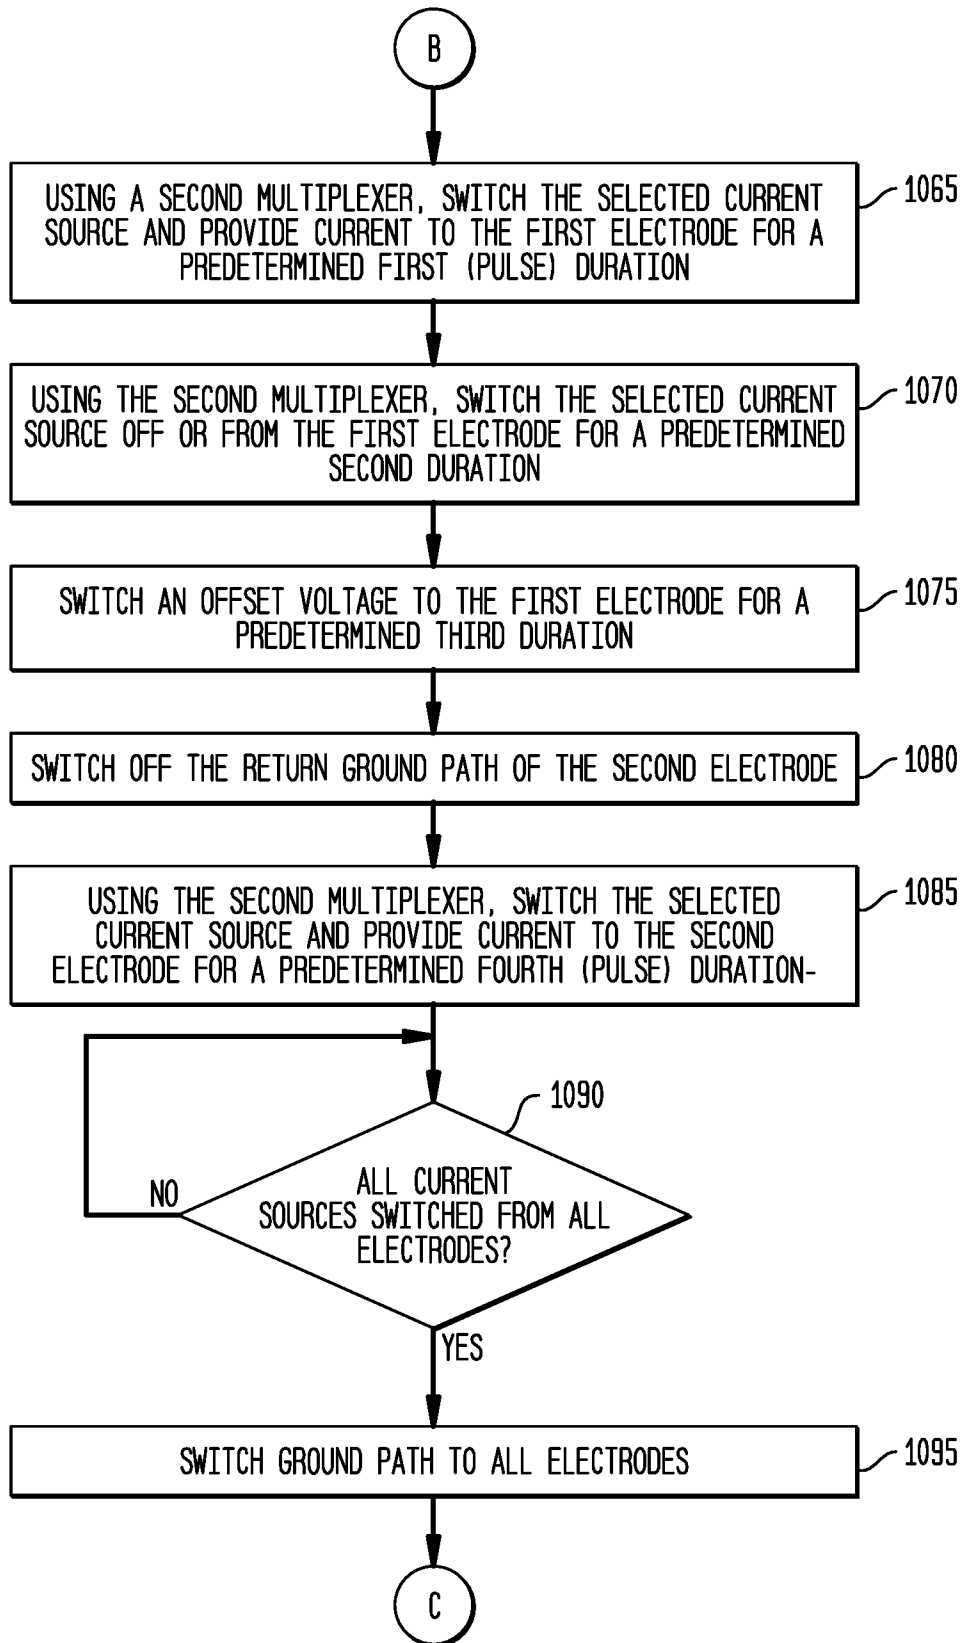 B
USING A SECOND MULTIPLEXER, SWITCH THE SELECTED CURRENT
SOURCE AND PROVIDE CURRENT TO THE FIRST ELECTRODE FOR A
PREDETERMINED FIRST (PULSE) DURATION
1065
USING THE SECOND MULTIPLEXER, SWITCH THE SELECTED CURRENT
SOURCE OFF OR FROM THE FIRST ELECTRODE FOR A PREDETERMINED
SECOND DURATION
1070
SWITCH AN OFFSET VOLTAGE TO THE FIRST ELECTRODE FOR A
PREDETERMINED THIRD DURATION
1075
SWITCH OFF THE RETURN GROUND PATH OF THE SECOND ELECTRODE
1080
USING THE SECOND MULTIPLEXER, SWITCH THE SELECTED
CURRENT SOURCE AND PROVIDE CURRENT TO THE SECOND
ELECTRODE FOR A PREDETERMINED FOURTH (PULSE) DURATION-
1085
1090
ALL CURRENT
SOURCES SWITCHED FROM ALL
ELECTRODES?
NO
YES
SWITCH GROUND PATH TO ALL ELECTRODES
1095
C